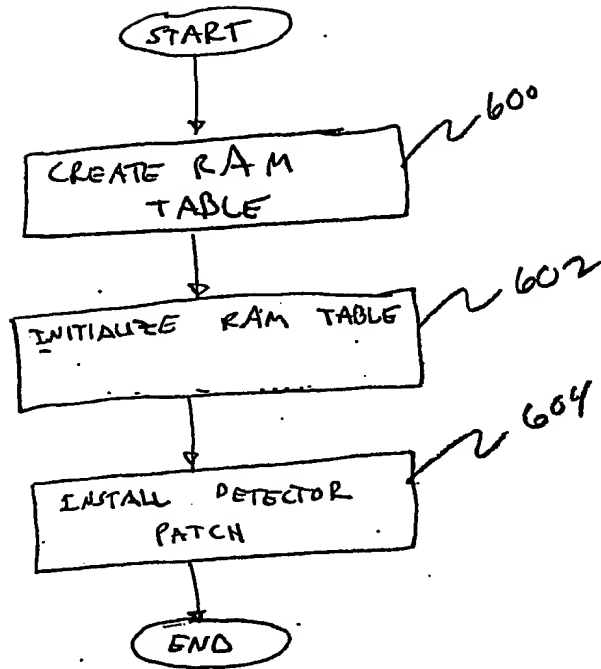 START
600
CREATE RAM
TABLE
602
INITIALIZE RAM TABLE
604
INSTALL DETECTOR
PATCH
END